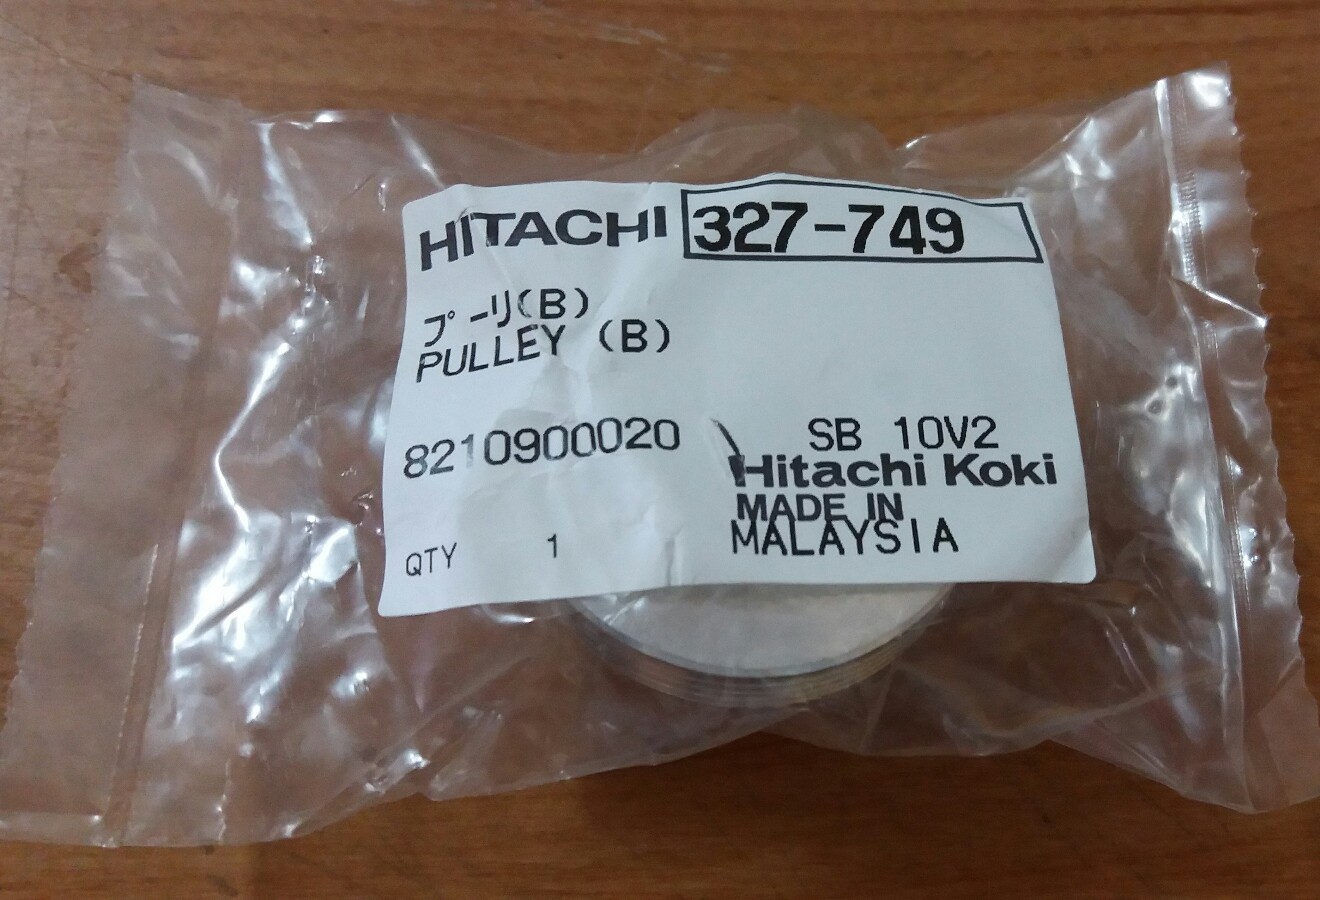 HITACHI 327-749
プーリ(B)
PULLEY (B)
8210900020 SB 10V2
Hitachi Koki
MADE IN
MALAYSIA
QTY 1